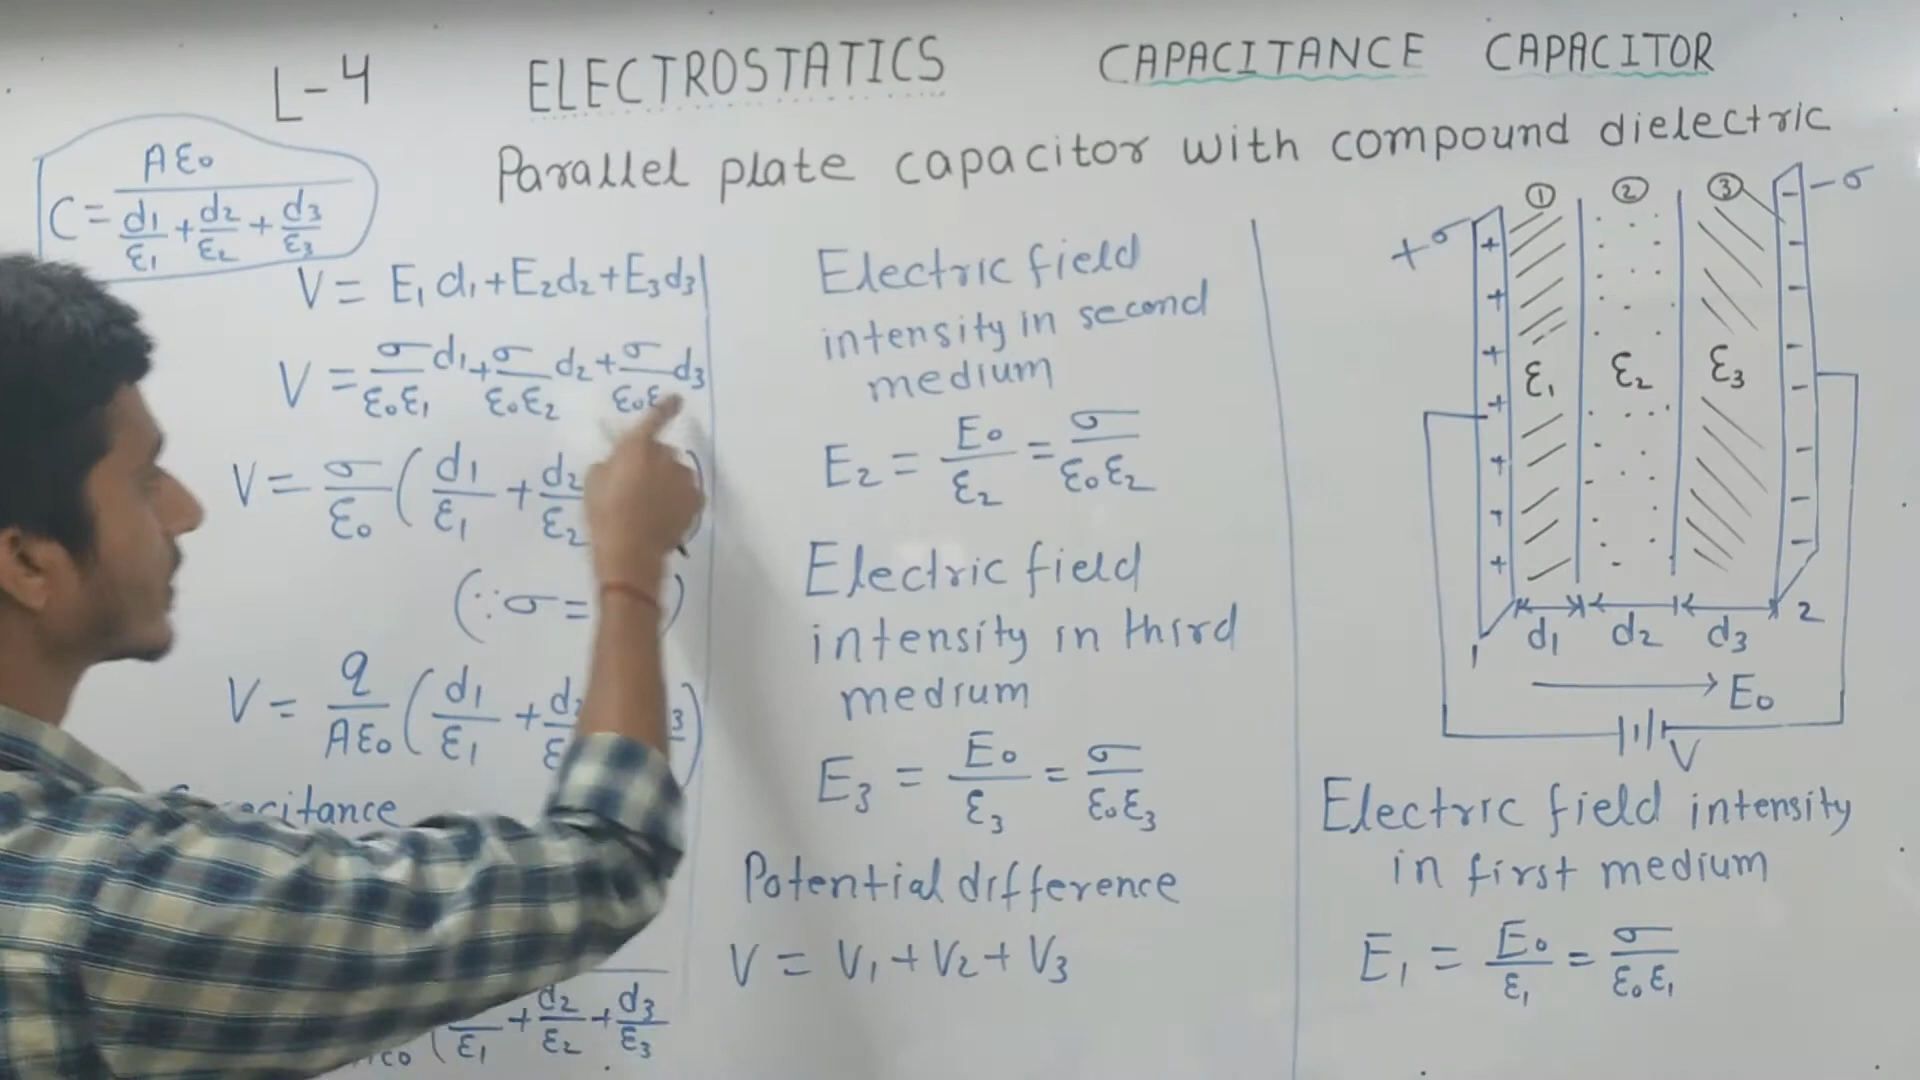 L-4 ELECTROSTATICS CAPACITANCE CAPACITOR
Parallel plate capacitor with compound dielectric
C = Aε₀ / (d₁/ε₁ + d₂/ε₂ + d₃/ε₃)
V = E₁d₁+E₂d₂+E₃d₃
V = σ/ε₀ε₁ d₁ + σ/ε₀ε₂ d₂ + σ/ε₀ε d₃
V = σ/ε₀ (d₁/ε₁ + d₂/ε₂ )
(∵ σ = )
V = q/Aε₀ (d₁/ε₁ + d₂/ε 3)
citance
ε₁ + d₂/ε₂ + d₃/ε₃
Electric field
intensity in second
medium
E₂ = E₀/ε₂ = σ/ε₀ε₂
Electric field
intensity in third
medium
E₃ = E₀/ε₃ = σ/ε₀ε₃
Potential difference
V = V₁ + V₂ + V₃
① ② ③ -σ
+σ
+ + + + + + +
- - - - - - - -
ε₁ ε₂ ε₃
1 d₁ d₂ d₃ 2
E₀
V
Electric field intensity
in first medium
E₁ = E₀/ε₁ = σ/ε₀ε₁